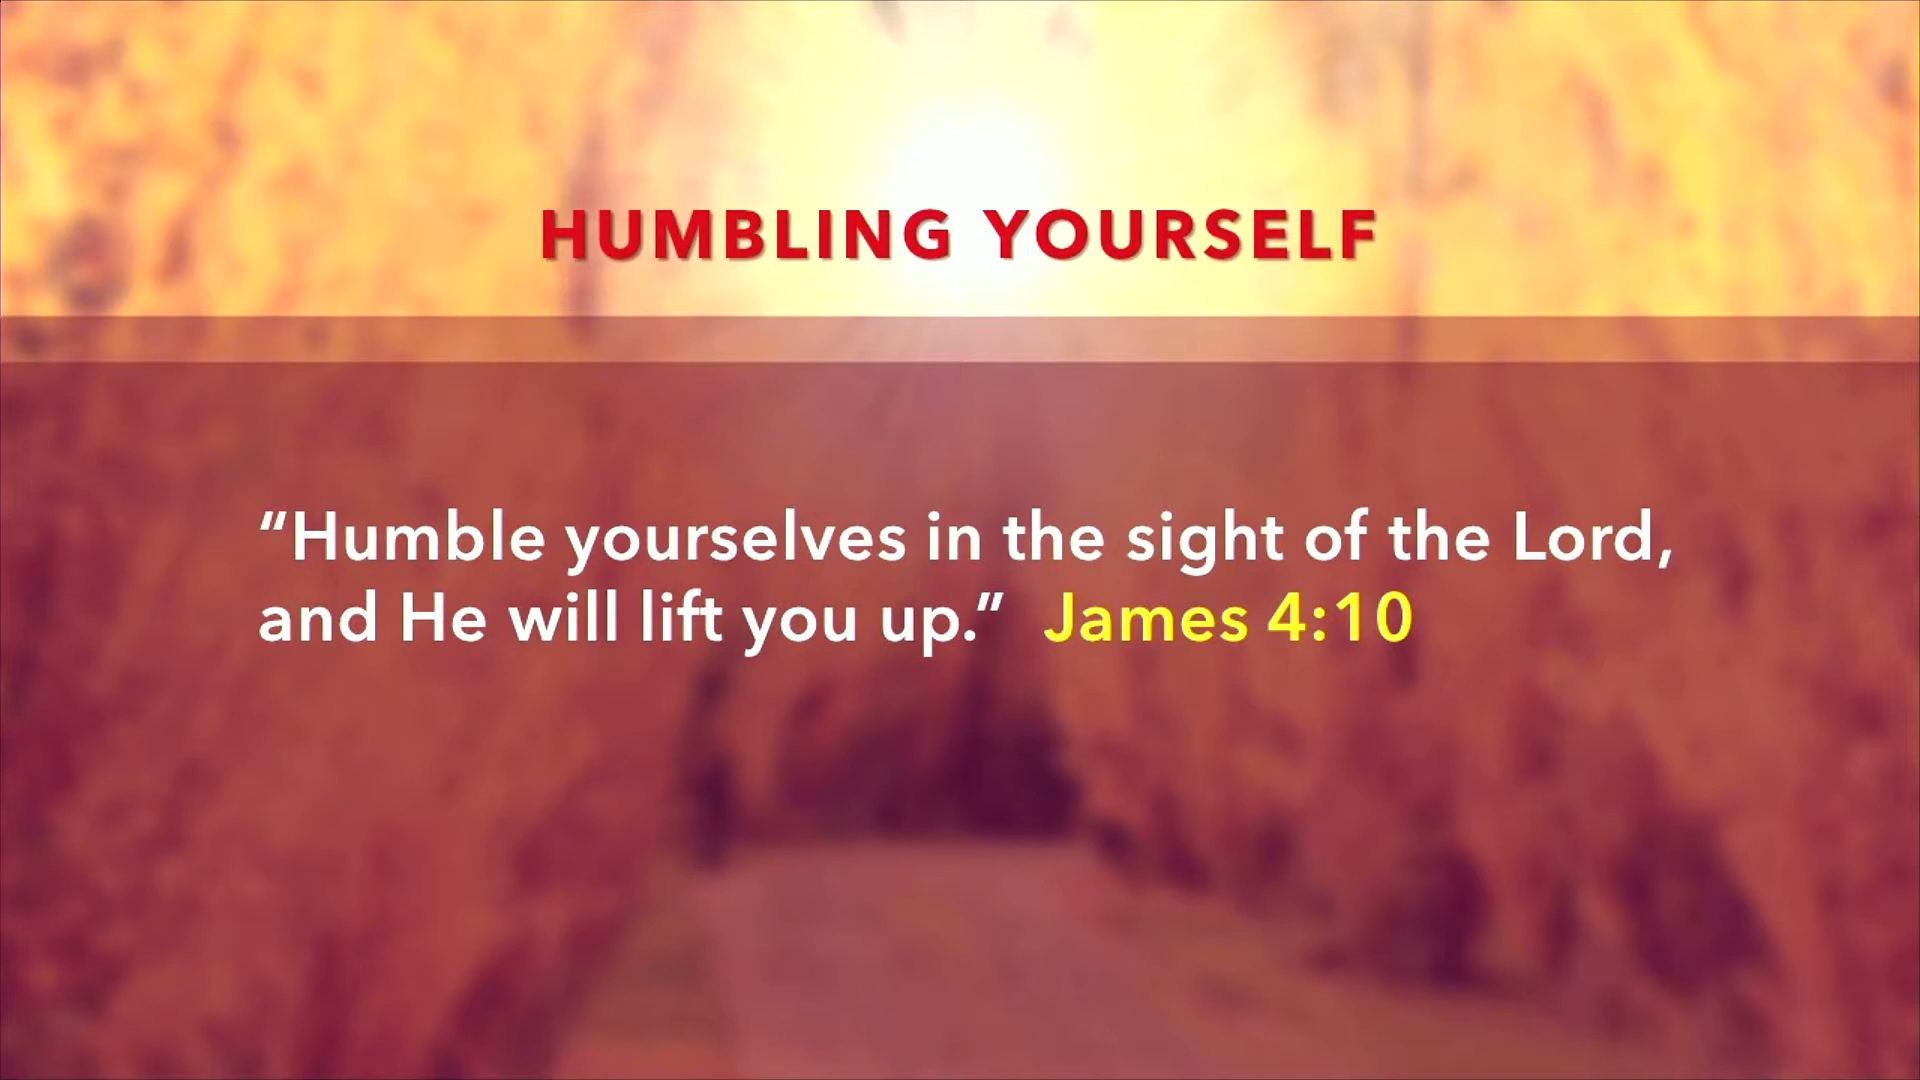 HUMBLING YOURSELF
“Humble yourselves in the sight of the Lord,
and He will lift you up.” James 4:10